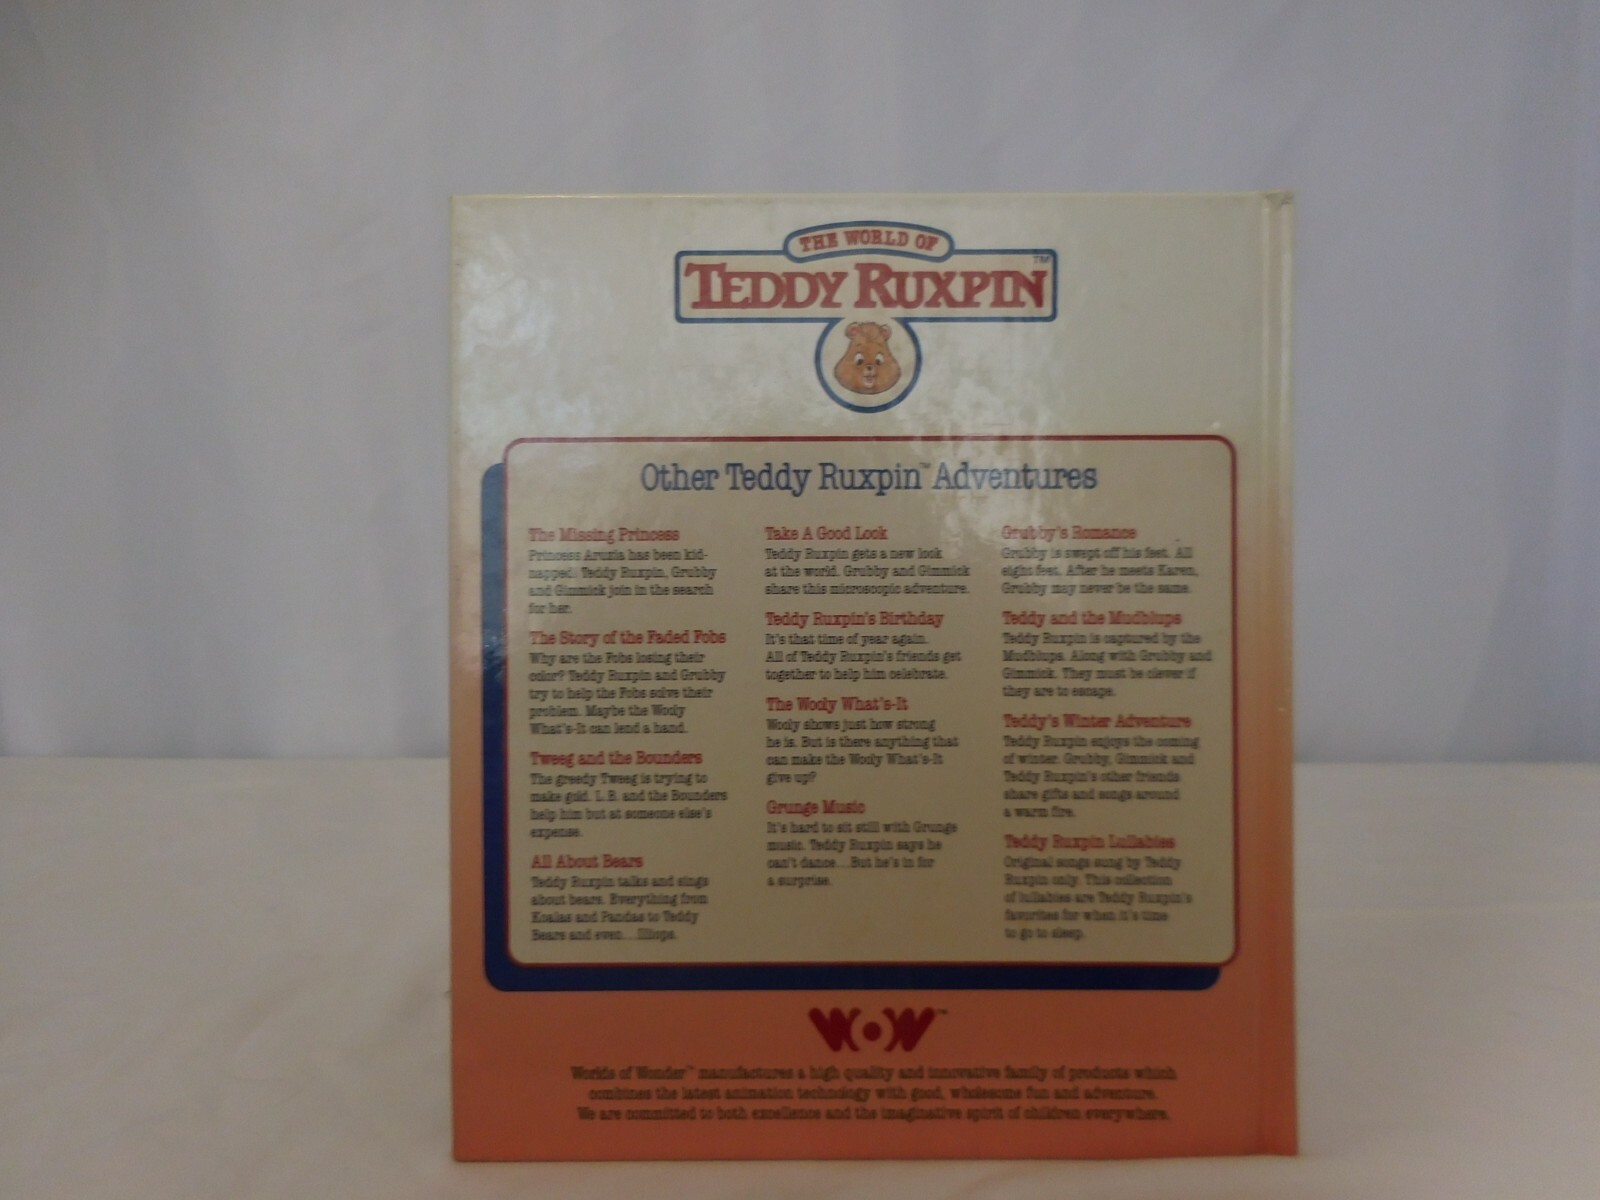 THE WORLD OF
TEDDY RUXPIN™
Other Teddy Ruxpin™ Adventures
The Missing Princess
Princess Aruzia has been kid-
napped! Teddy Ruxpin, Grubby
and Gimmick join in the search
for her.
The Story of the Faded Fobs
Why are the Fobs losing their
color? Teddy Ruxpin and Grubby
try to help the Fobs solve their
problem. Maybe the Wooly
What's-It can lend a hand.
Tweeg and the Bounders
The greedy Tweeg is trying to
make gold. L.B. and the Bounders
help him but at someone else's
expense.
All About Bears
Teddy Ruxpin talks and sings
about bears. Everything from
Koalas and Pandas to Teddy
Bears and even...Illiops.
Take A Good Look
Teddy Ruxpin gets a new look
at the world. Grubby and Gimmick
share this microscopic adventure.
Teddy Ruxpin's Birthday
It's that time of year again.
All of Teddy Ruxpin's friends get
together to help him celebrate.
The Wooly What's-It
Wooly shows just how strong
he is. But is there anything that
can make the Wooly What's-It
give up?
Grunge Music
It's hard to sit still with Grunge
music. Teddy Ruxpin says he
can't dance...But he's in for
a surprise.
Grubby's Romance
Grubby is swept off his feet. All
eight feet. After he meets Karen,
Grubby may never be the same.
Teddy and the Mudblups
Teddy Ruxpin is captured by the
Mudblups. Along with Grubby and
Gimmick. They must be clever if
they are to escape.
Teddy's Winter Adventure
Teddy Ruxpin enjoys the coming
of winter. Grubby, Gimmick and
Teddy Ruxpin's other friends
share gifts and songs around
a warm fire.
Teddy Ruxpin Lullabies
Original songs sung by Teddy
Ruxpin only. This collection
of lullabies are Teddy Ruxpin's
favorites for when it's time
to go to sleep.
WOW™
Worlds of Wonder™ manufactures a high quality and innovative family of products which
combines the latest animation technology with good, wholesome fun and adventure.
We are committed to both excellence and the imaginative spirit of children everywhere.